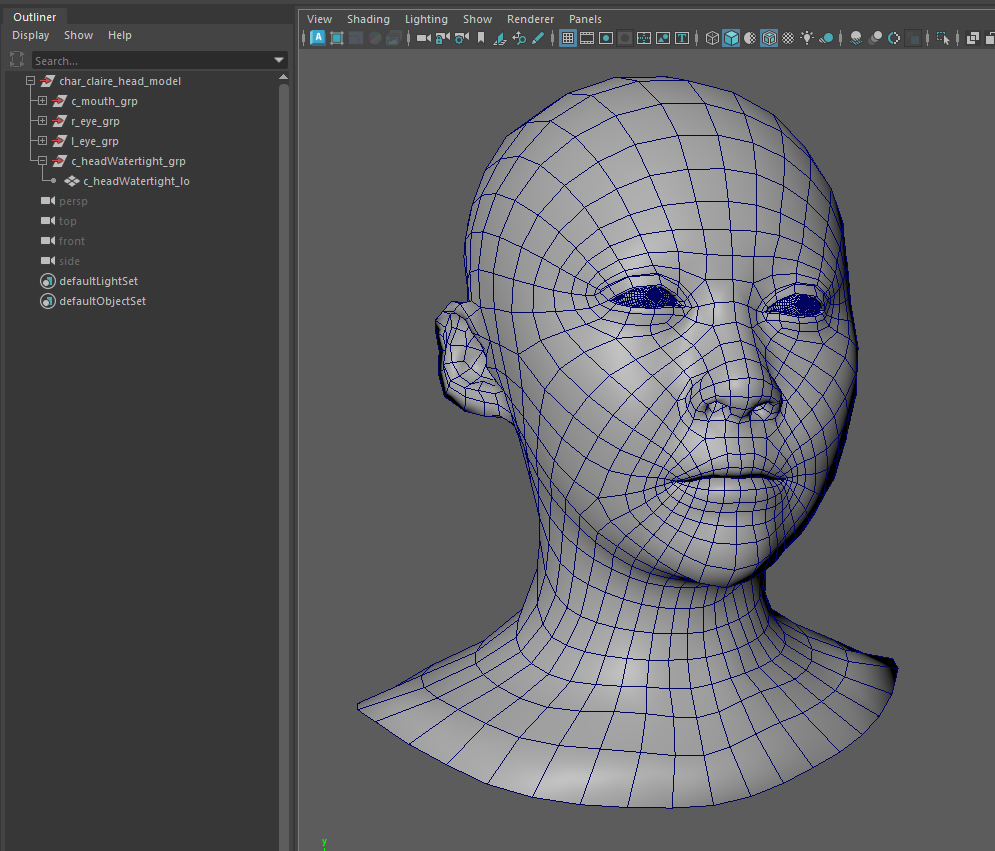 Outliner
Display Show Help
Search...
char_claire_head_model
c_mouth_grp
r_eye_grp
l_eye_grp
c_headWatertight_grp
c_headWatertight_lo
persp
top
front
side
defaultLightSet
defaultObjectSet
View Shading Lighting Show Renderer Panels
A
T
y